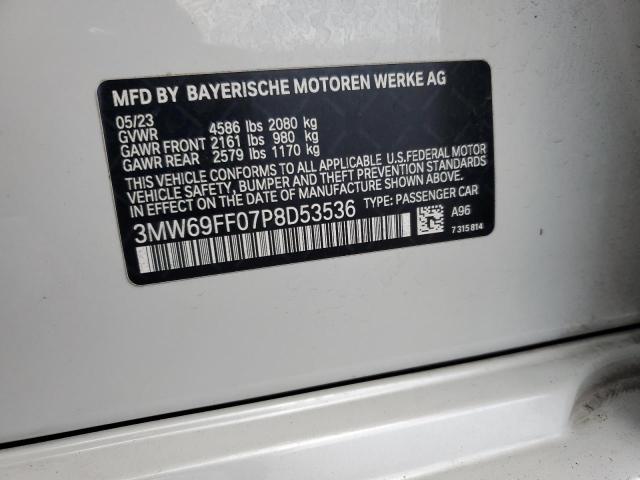 MFD BY BAYERISCHE MOTOREN WERKE AG
05/23
GVWR 4586 lbs 2080 kg
GAWR FRONT 2161 lbs 980 kg
GAWR REAR 2579 lbs 1170 kg
THIS VEHICLE CONFORMS TO ALL APPLICABLE U.S.FEDERAL MOTOR
VEHICLE SAFETY, BUMPER AND THEFT PREVENTION STANDARDS
IN EFFECT ON THE DATE OF MANUFACTURE SHOWN ABOVE.
3MW69FF07P8D53536 TYPE: PASSENGER CAR
A96
7 315 814